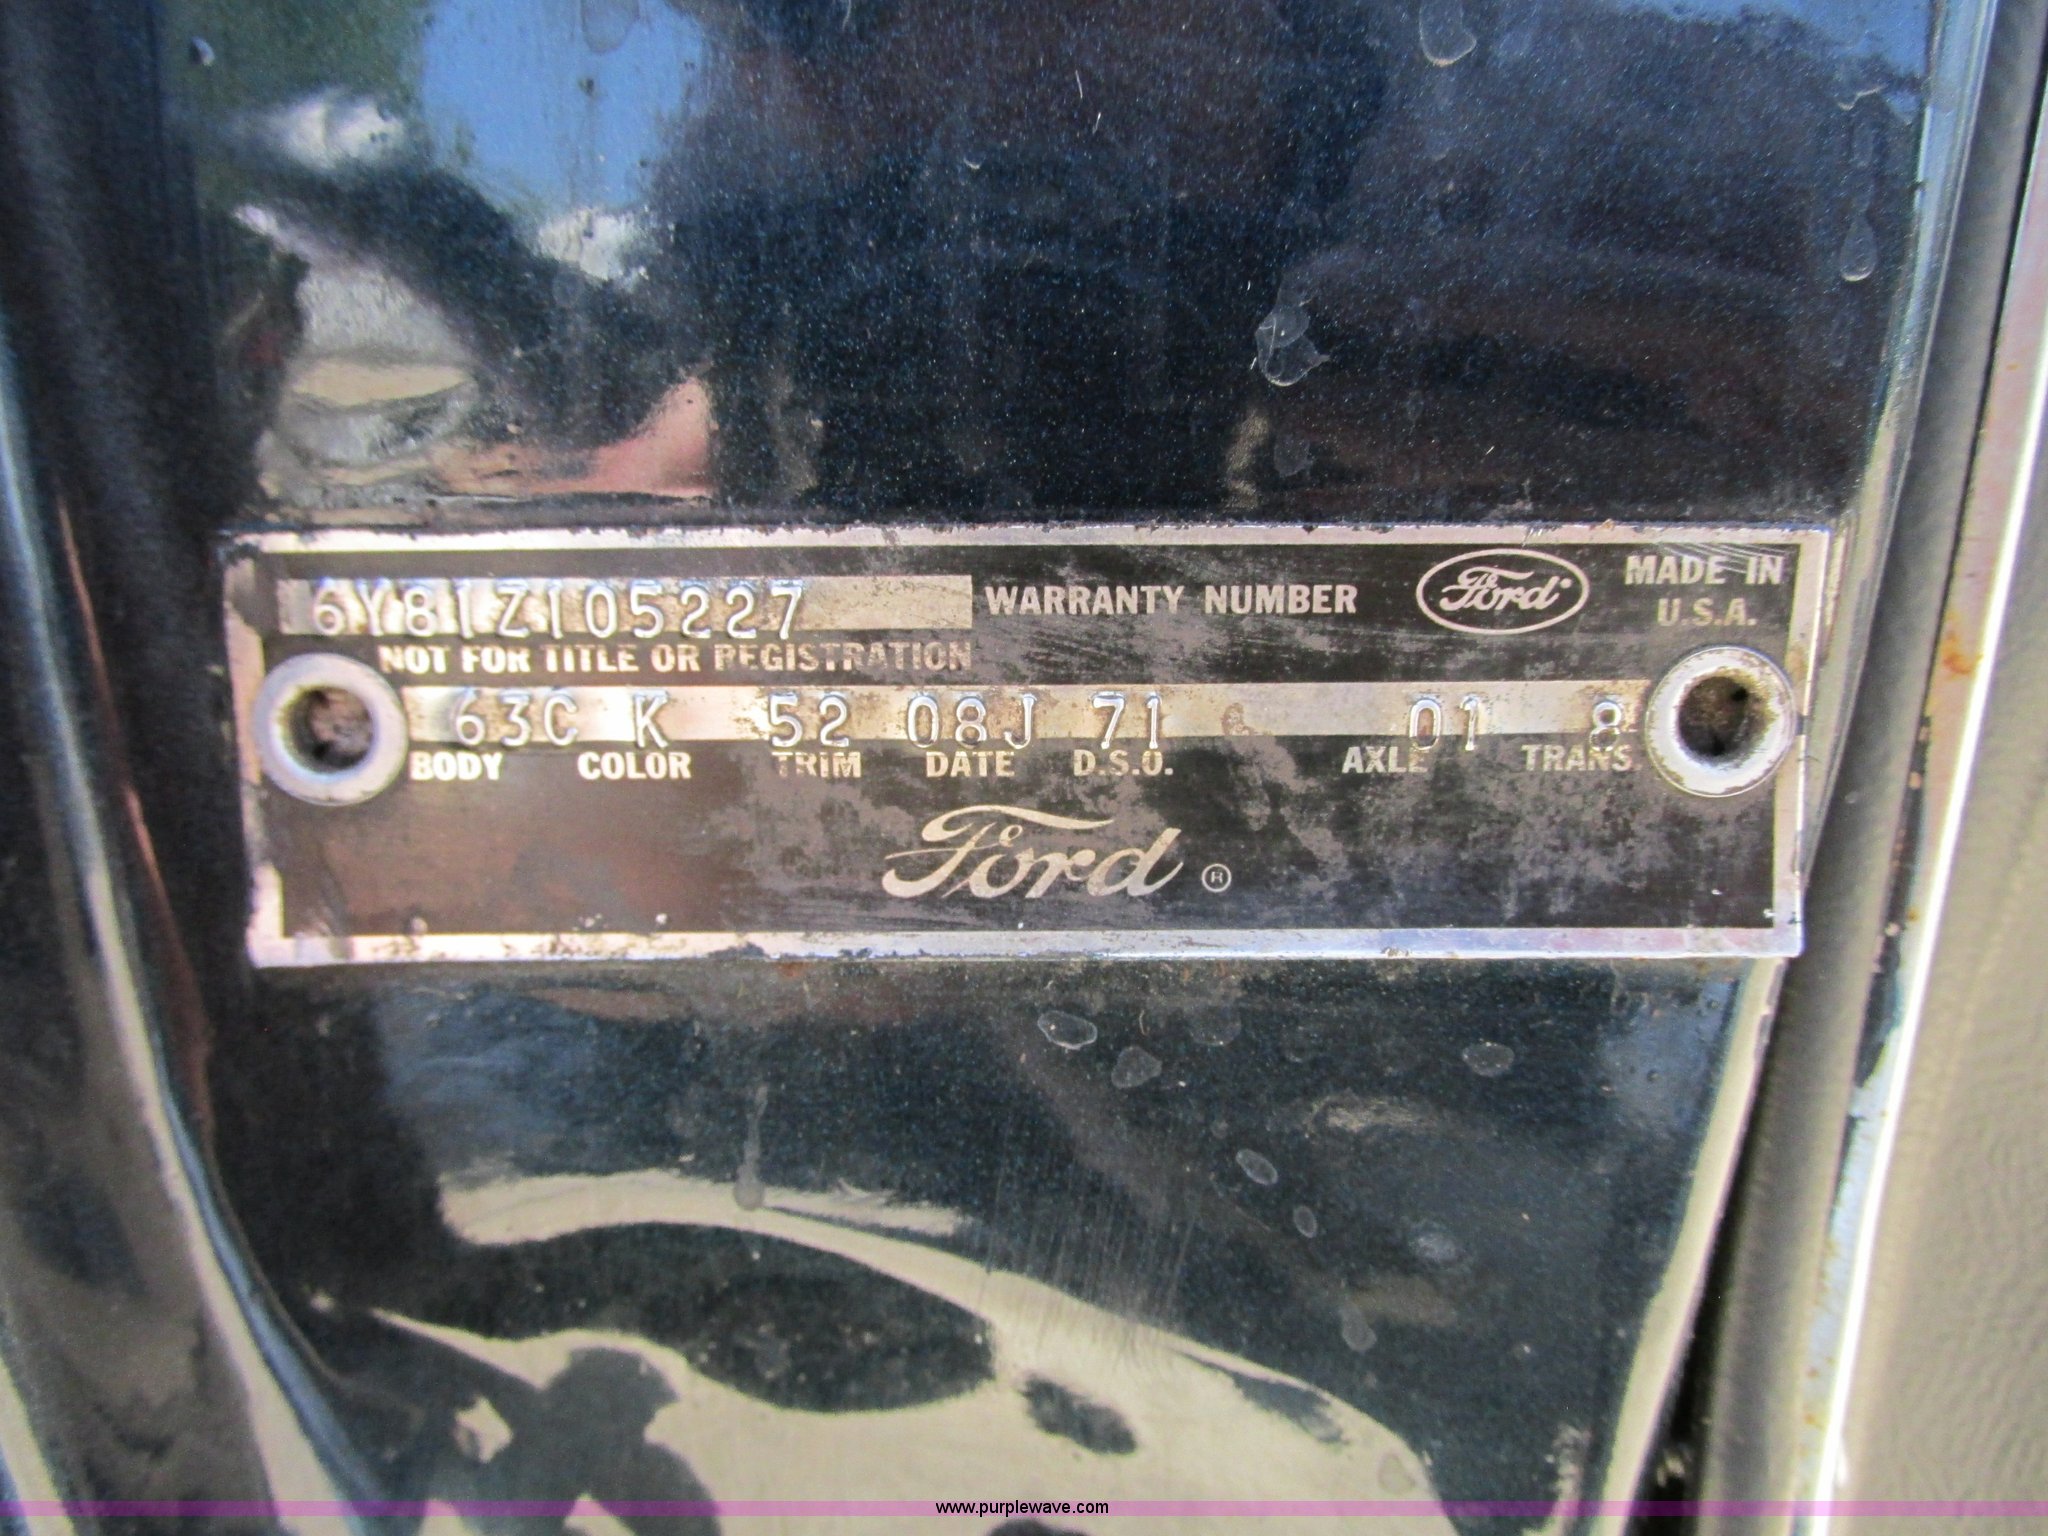 6Y81Z105227 WARRANTY NUMBER Ford MADE IN
U.S.A.
NOT FOR TITLE OR REGISTRATION
63C K 52 08J 71 01 8
BODY COLOR TRIM DATE D.S.O. AXLE TRANS.
Ford ®
www.purplewave.com